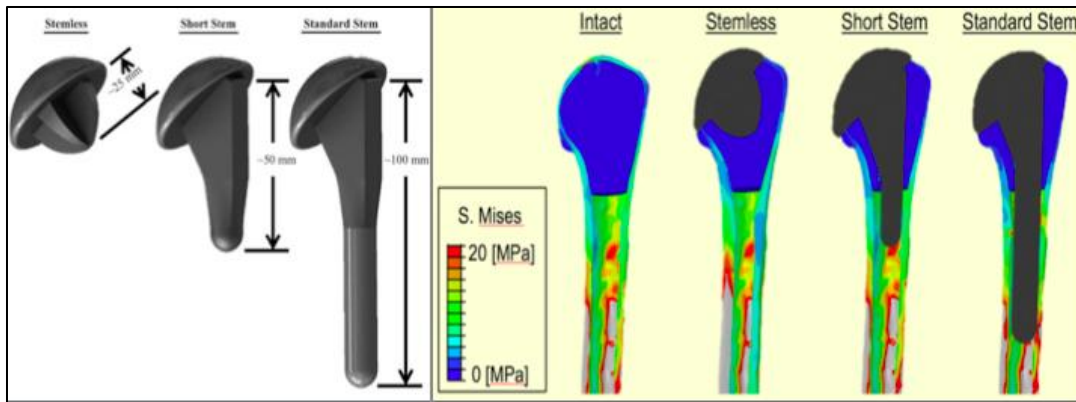 Stemless
Short Stem
Standard Stem
~25 mm
~50 mm
~100 mm
Intact
Stemless
Short Stem
Standard Stem
S. Mises
20 [MPa]
0 [MPa]